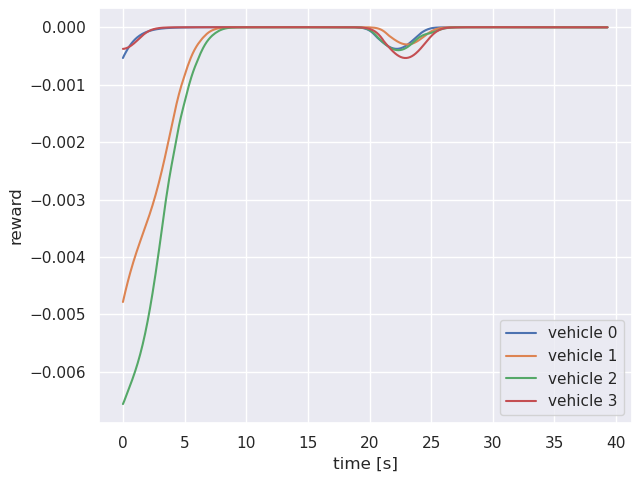 0.000
−0.001
−0.002
−0.003
−0.004
−0.005
−0.006
reward
0 5 10 15 20 25 30 35 40
time [s]
vehicle 0
vehicle 1
vehicle 2
vehicle 3